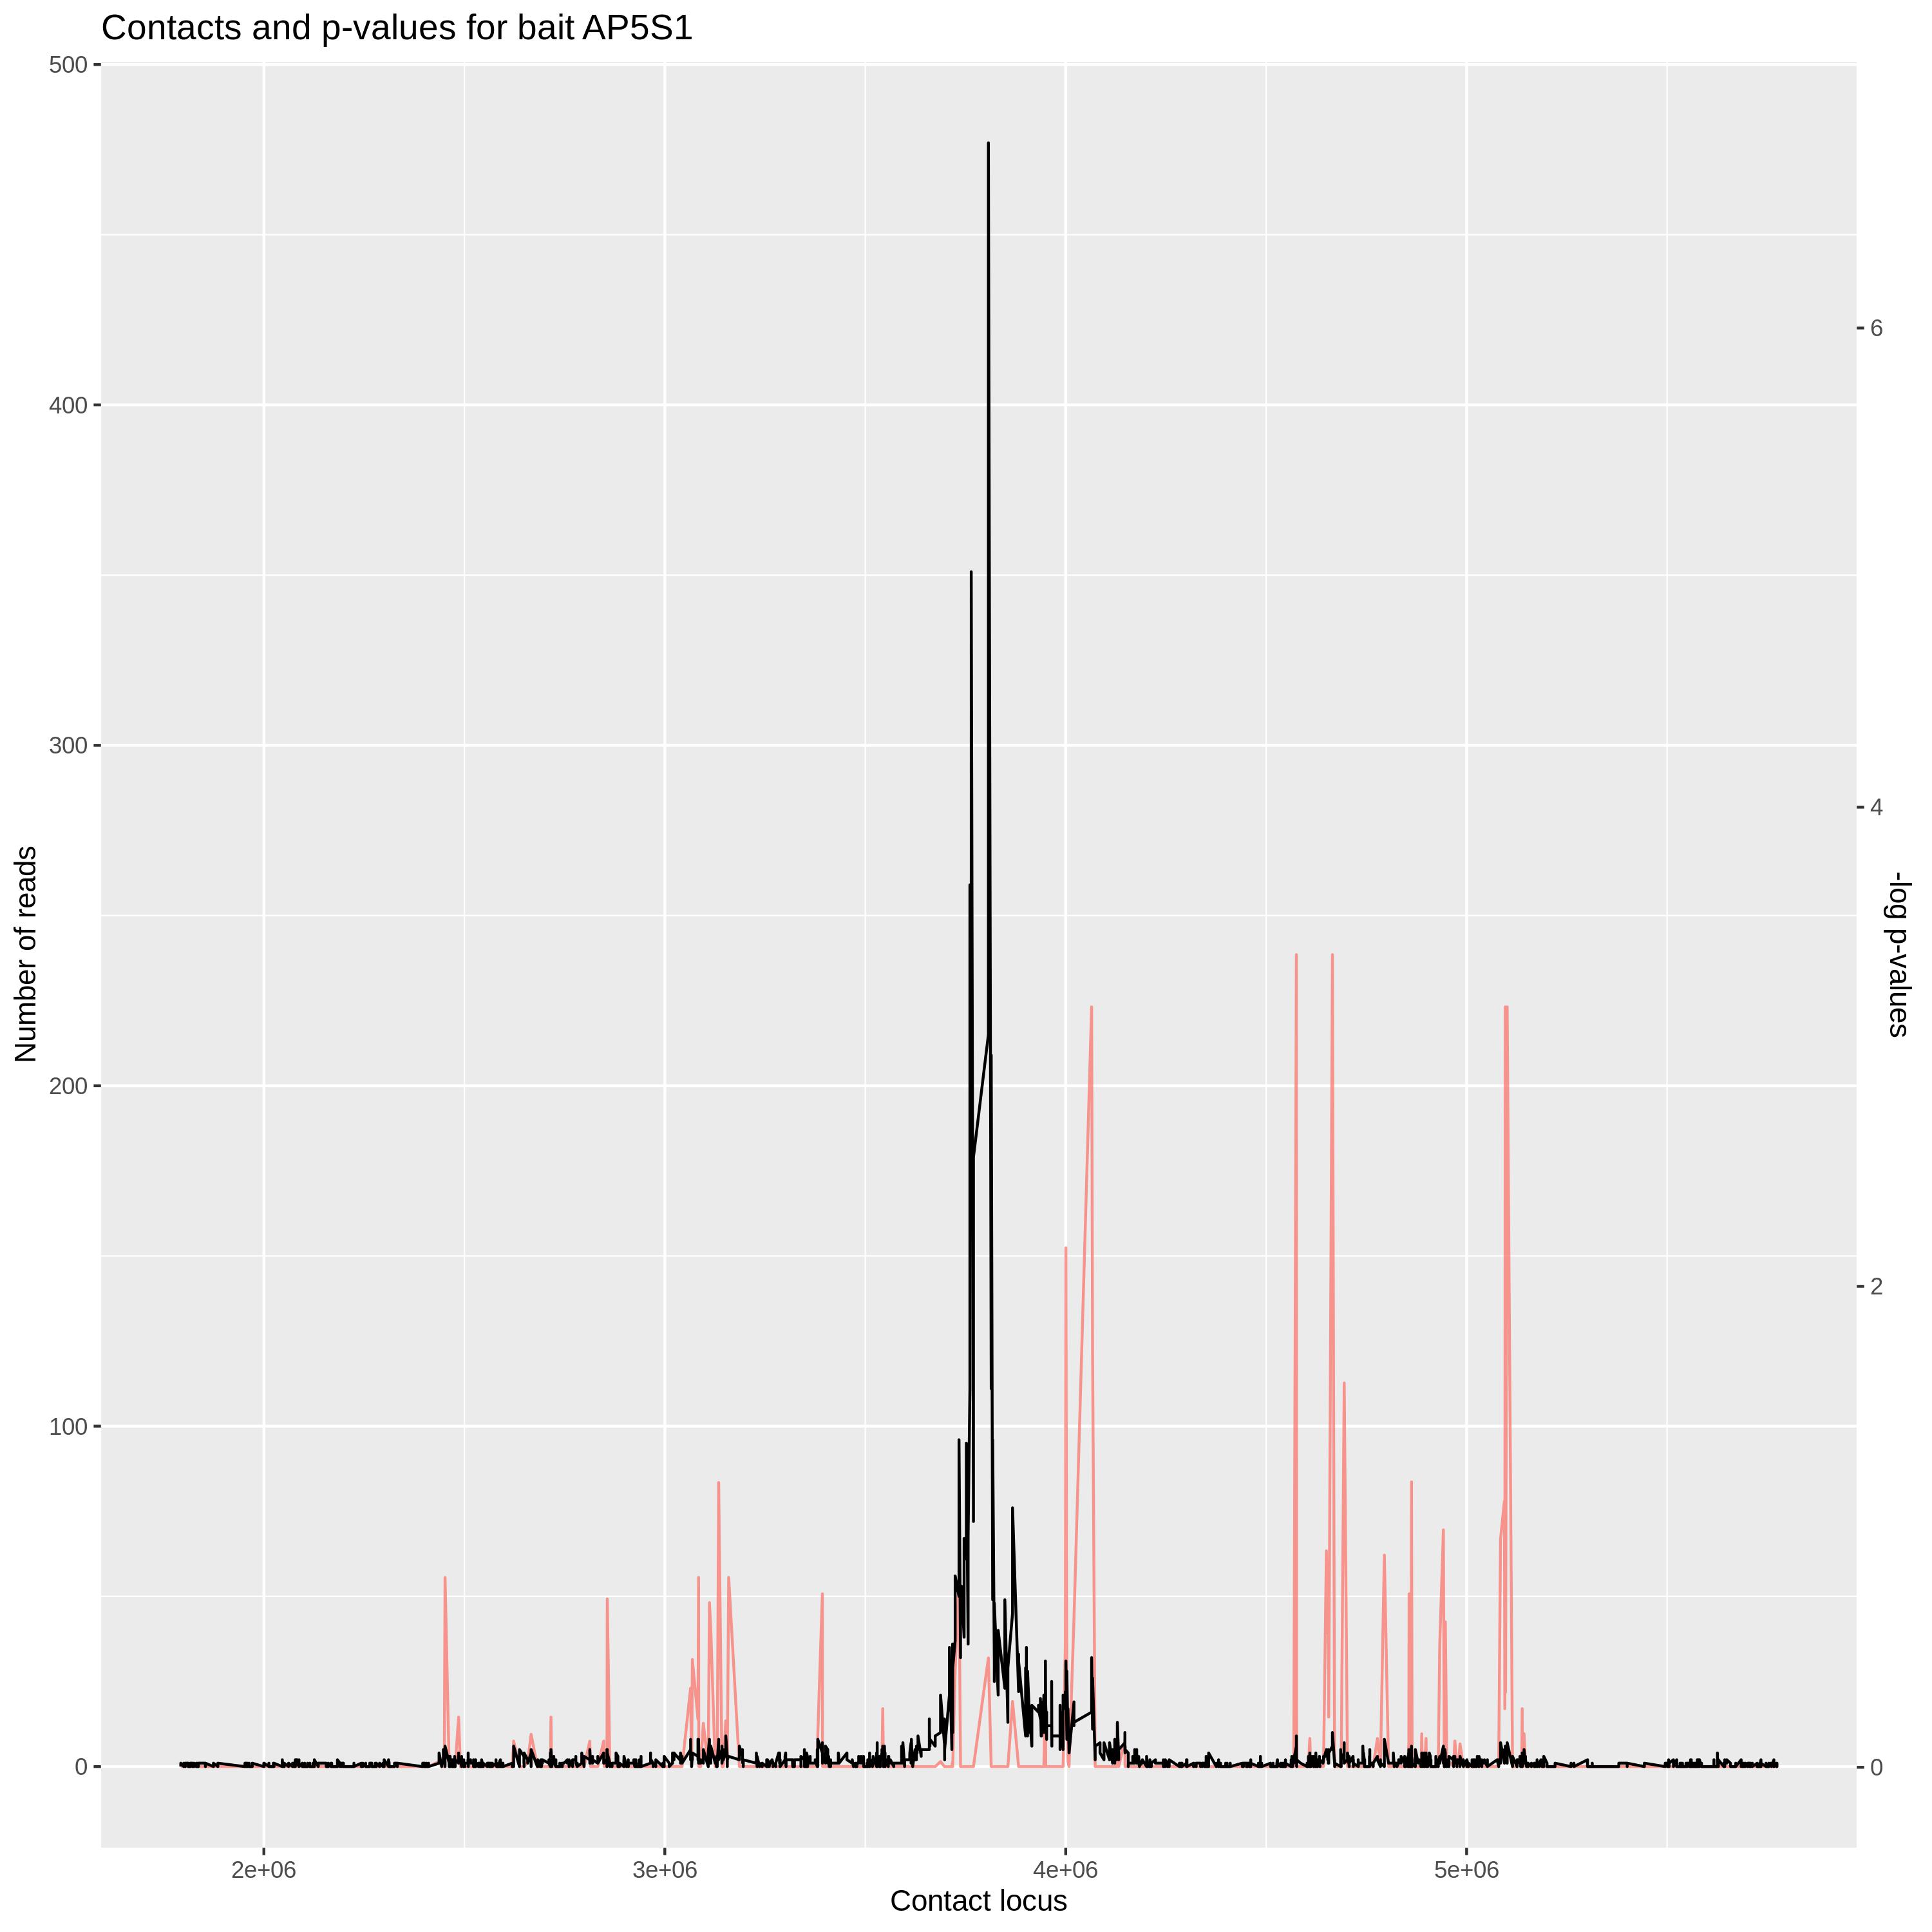 Contacts and p-values for bait AP5S1
500
400
300
200
100
0
Number of reads
6
4
2
0
-log p-values
2e+06
3e+06
4e+06
5e+06
Contact locus